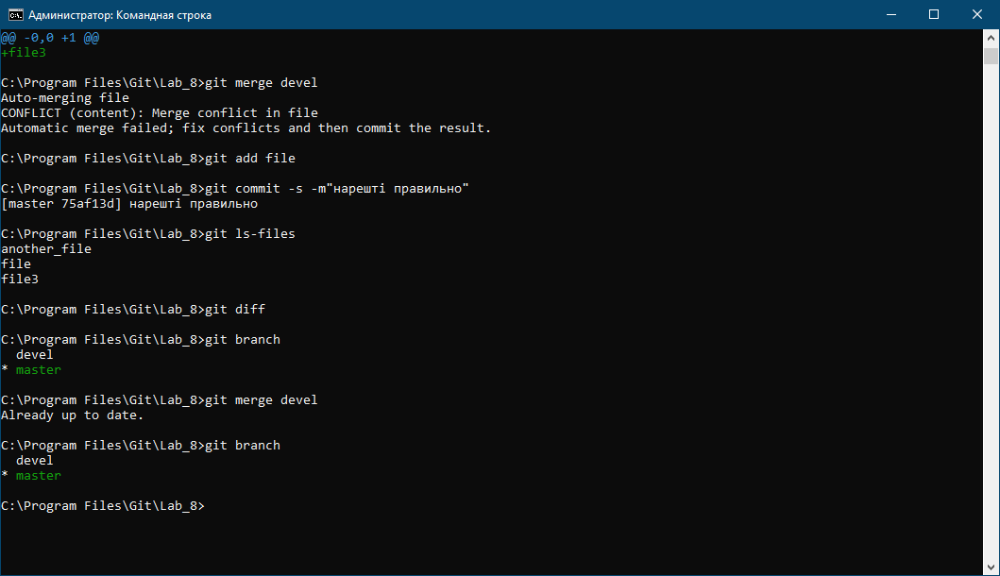 Администратор: Командная строка
@@ -0,0 +1 @@
+file3
C:\Program Files\Git\Lab_8>git merge devel
Auto-merging file
CONFLICT (content): Merge conflict in file
Automatic merge failed; fix conflicts and then commit the result.
C:\Program Files\Git\Lab_8>git add file
C:\Program Files\Git\Lab_8>git commit -s -m"нарешті правильно"
[master 75af13d] нарешті правильно
C:\Program Files\Git\Lab_8>git ls-files
another_file
file
file3
C:\Program Files\Git\Lab_8>git diff
C:\Program Files\Git\Lab_8>git branch
  devel
* master
C:\Program Files\Git\Lab_8>git merge devel
Already up to date.
C:\Program Files\Git\Lab_8>git branch
  devel
* master
C:\Program Files\Git\Lab_8>